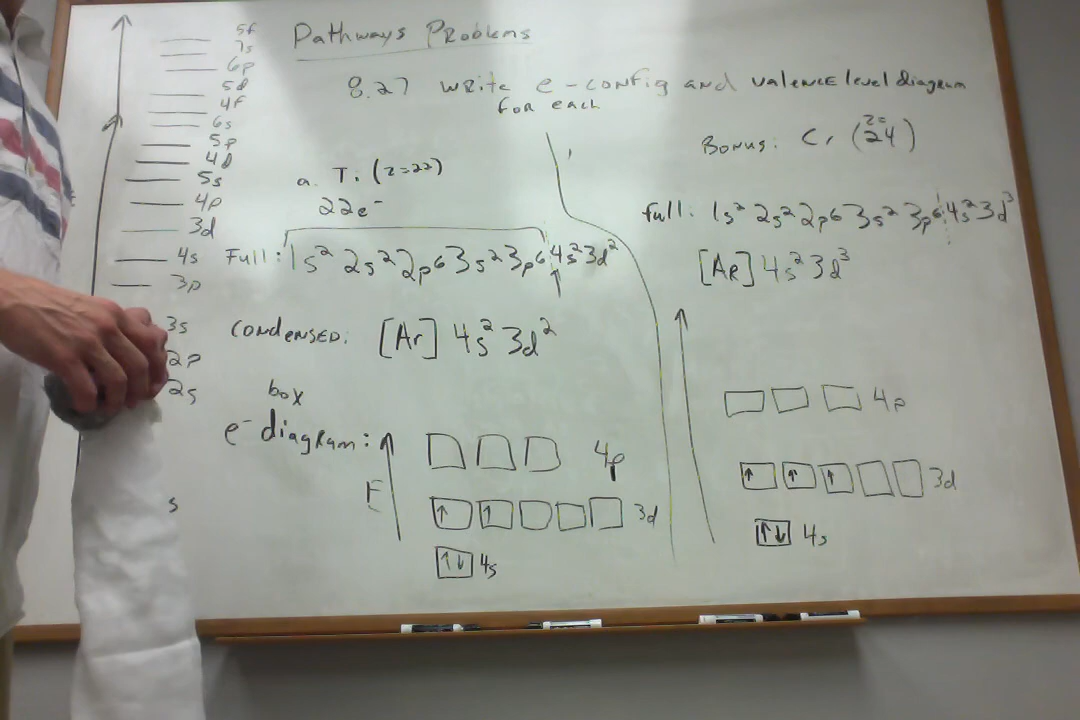 5f
7s
6p
5d
4f
6s
5p
4d
5s
4p
3d
4s
3p
3s
2p
2s
s
Pathways Problems
8.27 write e-config and valence level diagram
for each
a. Ti (z=22)
22e⁻
Full: 1s² 2s² 2p6 3s² 3p6 4s² 3d²
condensed: [Ar] 4s² 3d²
box
e⁻ diagram:
E
4p
3d
4s
Bonus: Cr (z=24)
full: 1s² 2s² 2p6 3s² 3p6 4s² 3d³
[Ar] 4s² 3d³
4p
3d
4s